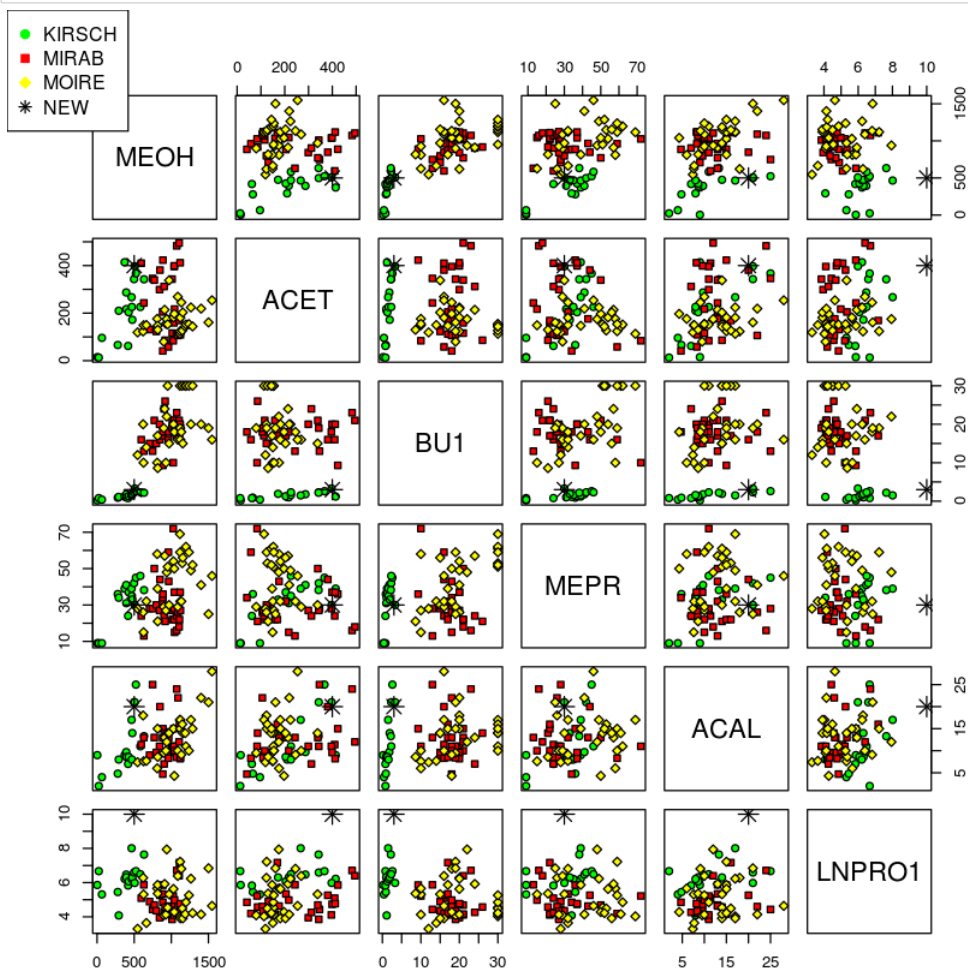 KIRSCH
MIRAB
MOIRE
NEW
0 200 400
10 30 50 70
4 6 8 10
MEOH
0 500 1500
ACET
0 200 400
BU1
0 10 20 30
MEPR
10 30 50 70
ACAL
5 15 25
LNPRO1
4 6 8 10
0 500 1500
0 10 20 30
5 15 25